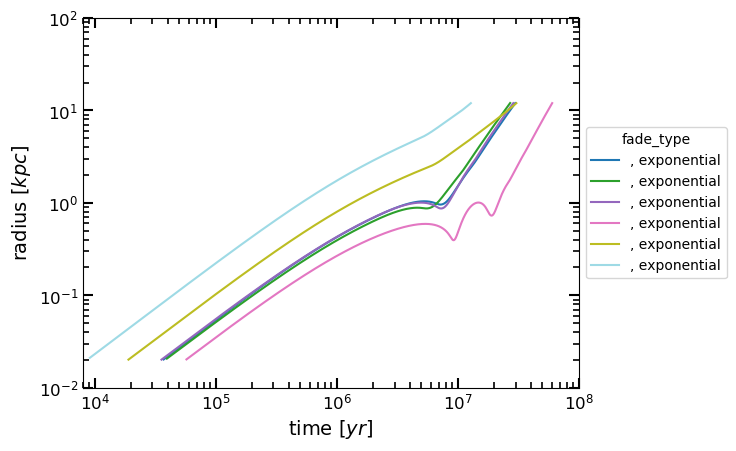 10^2
10^1
10^0
10^−1
10^−2
radius [kpc]
10^4 10^5 10^6 10^7 10^8
time [yr]
fade_type
, exponential
, exponential
, exponential
, exponential
, exponential
, exponential